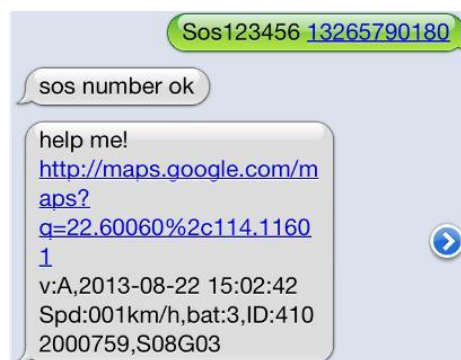 Sos123456 13265790180
sos number ok
help me!
http://maps.google.com/m
aps?
q=22.60060%2c114.1160
1
v:A,2013-08-22 15:02:42
Spd:001km/h,bat:3,ID:410
2000759,S08G03